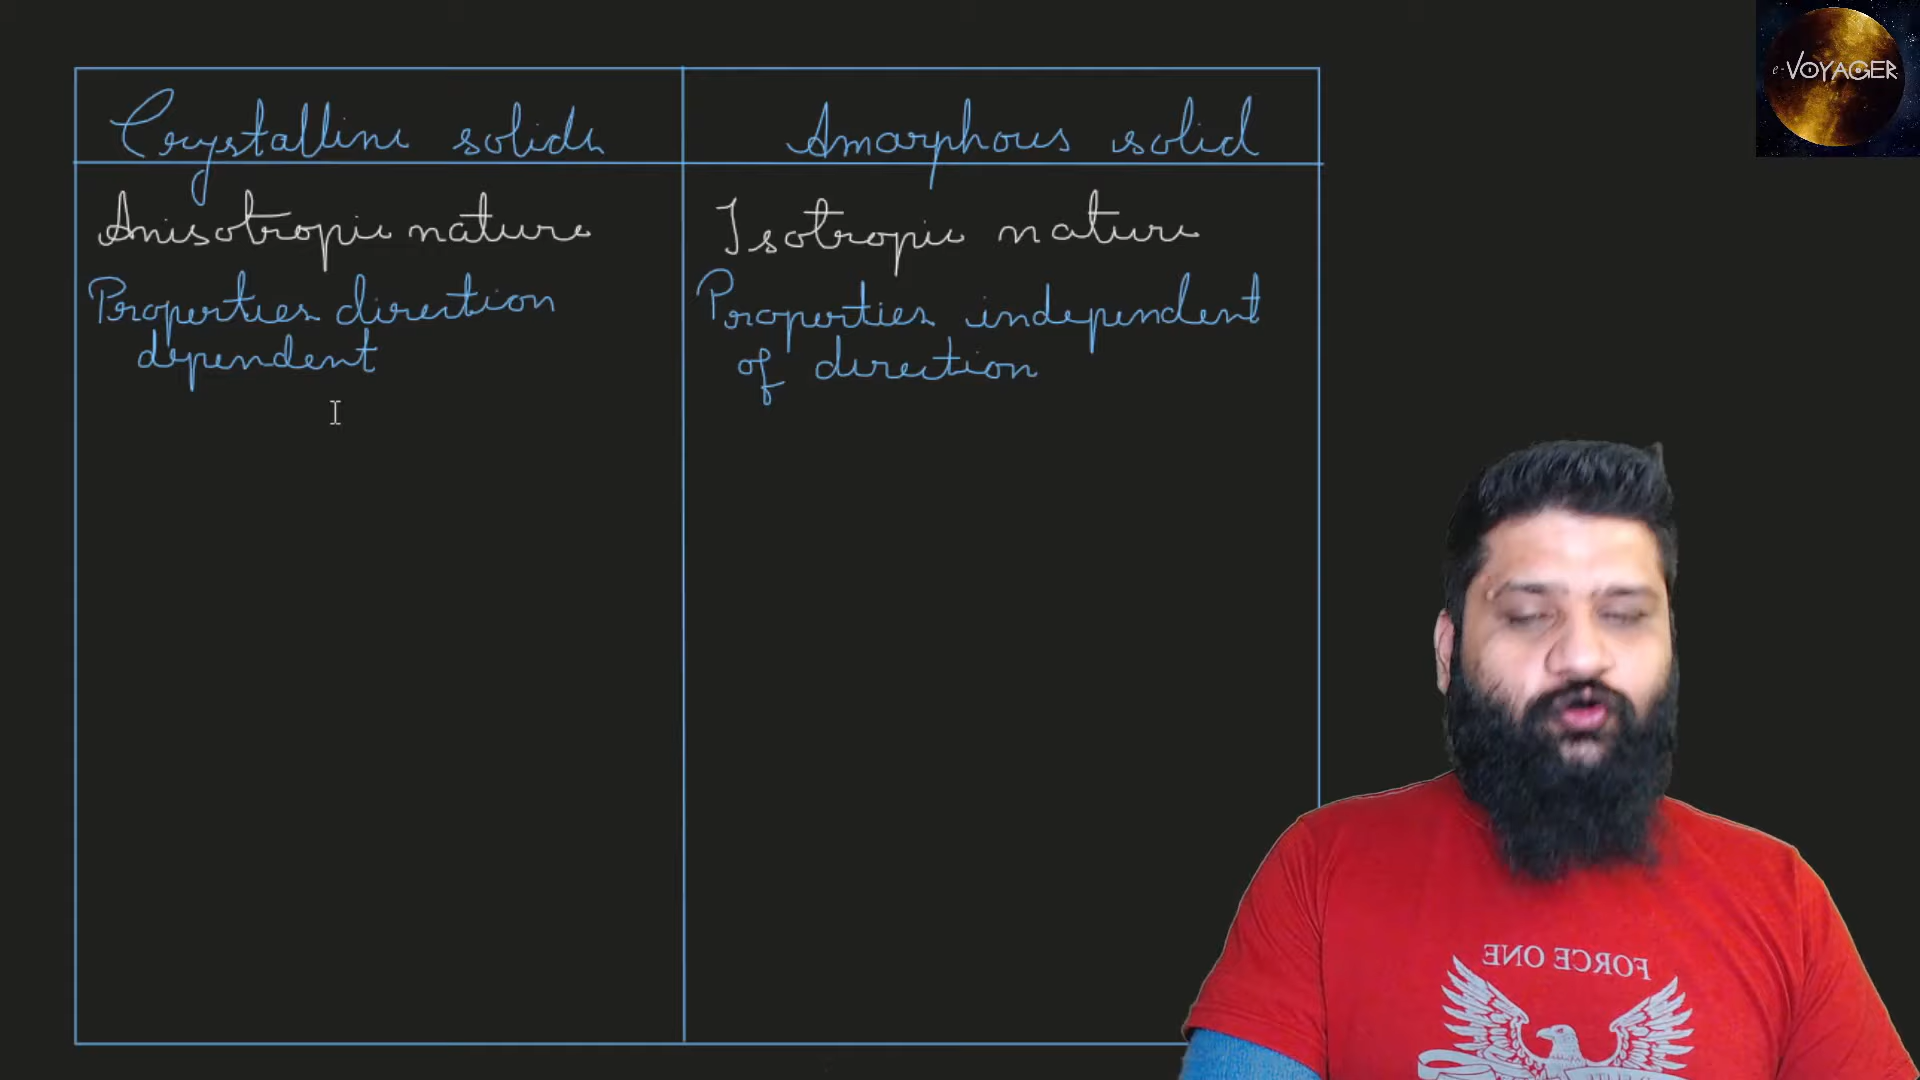 Crystalline solids
Amorphous solid
Anisotropic nature
Isotropic nature
Properties direction
dependent
Properties independent
of direction
e-VOYAGER
FORCE ONE